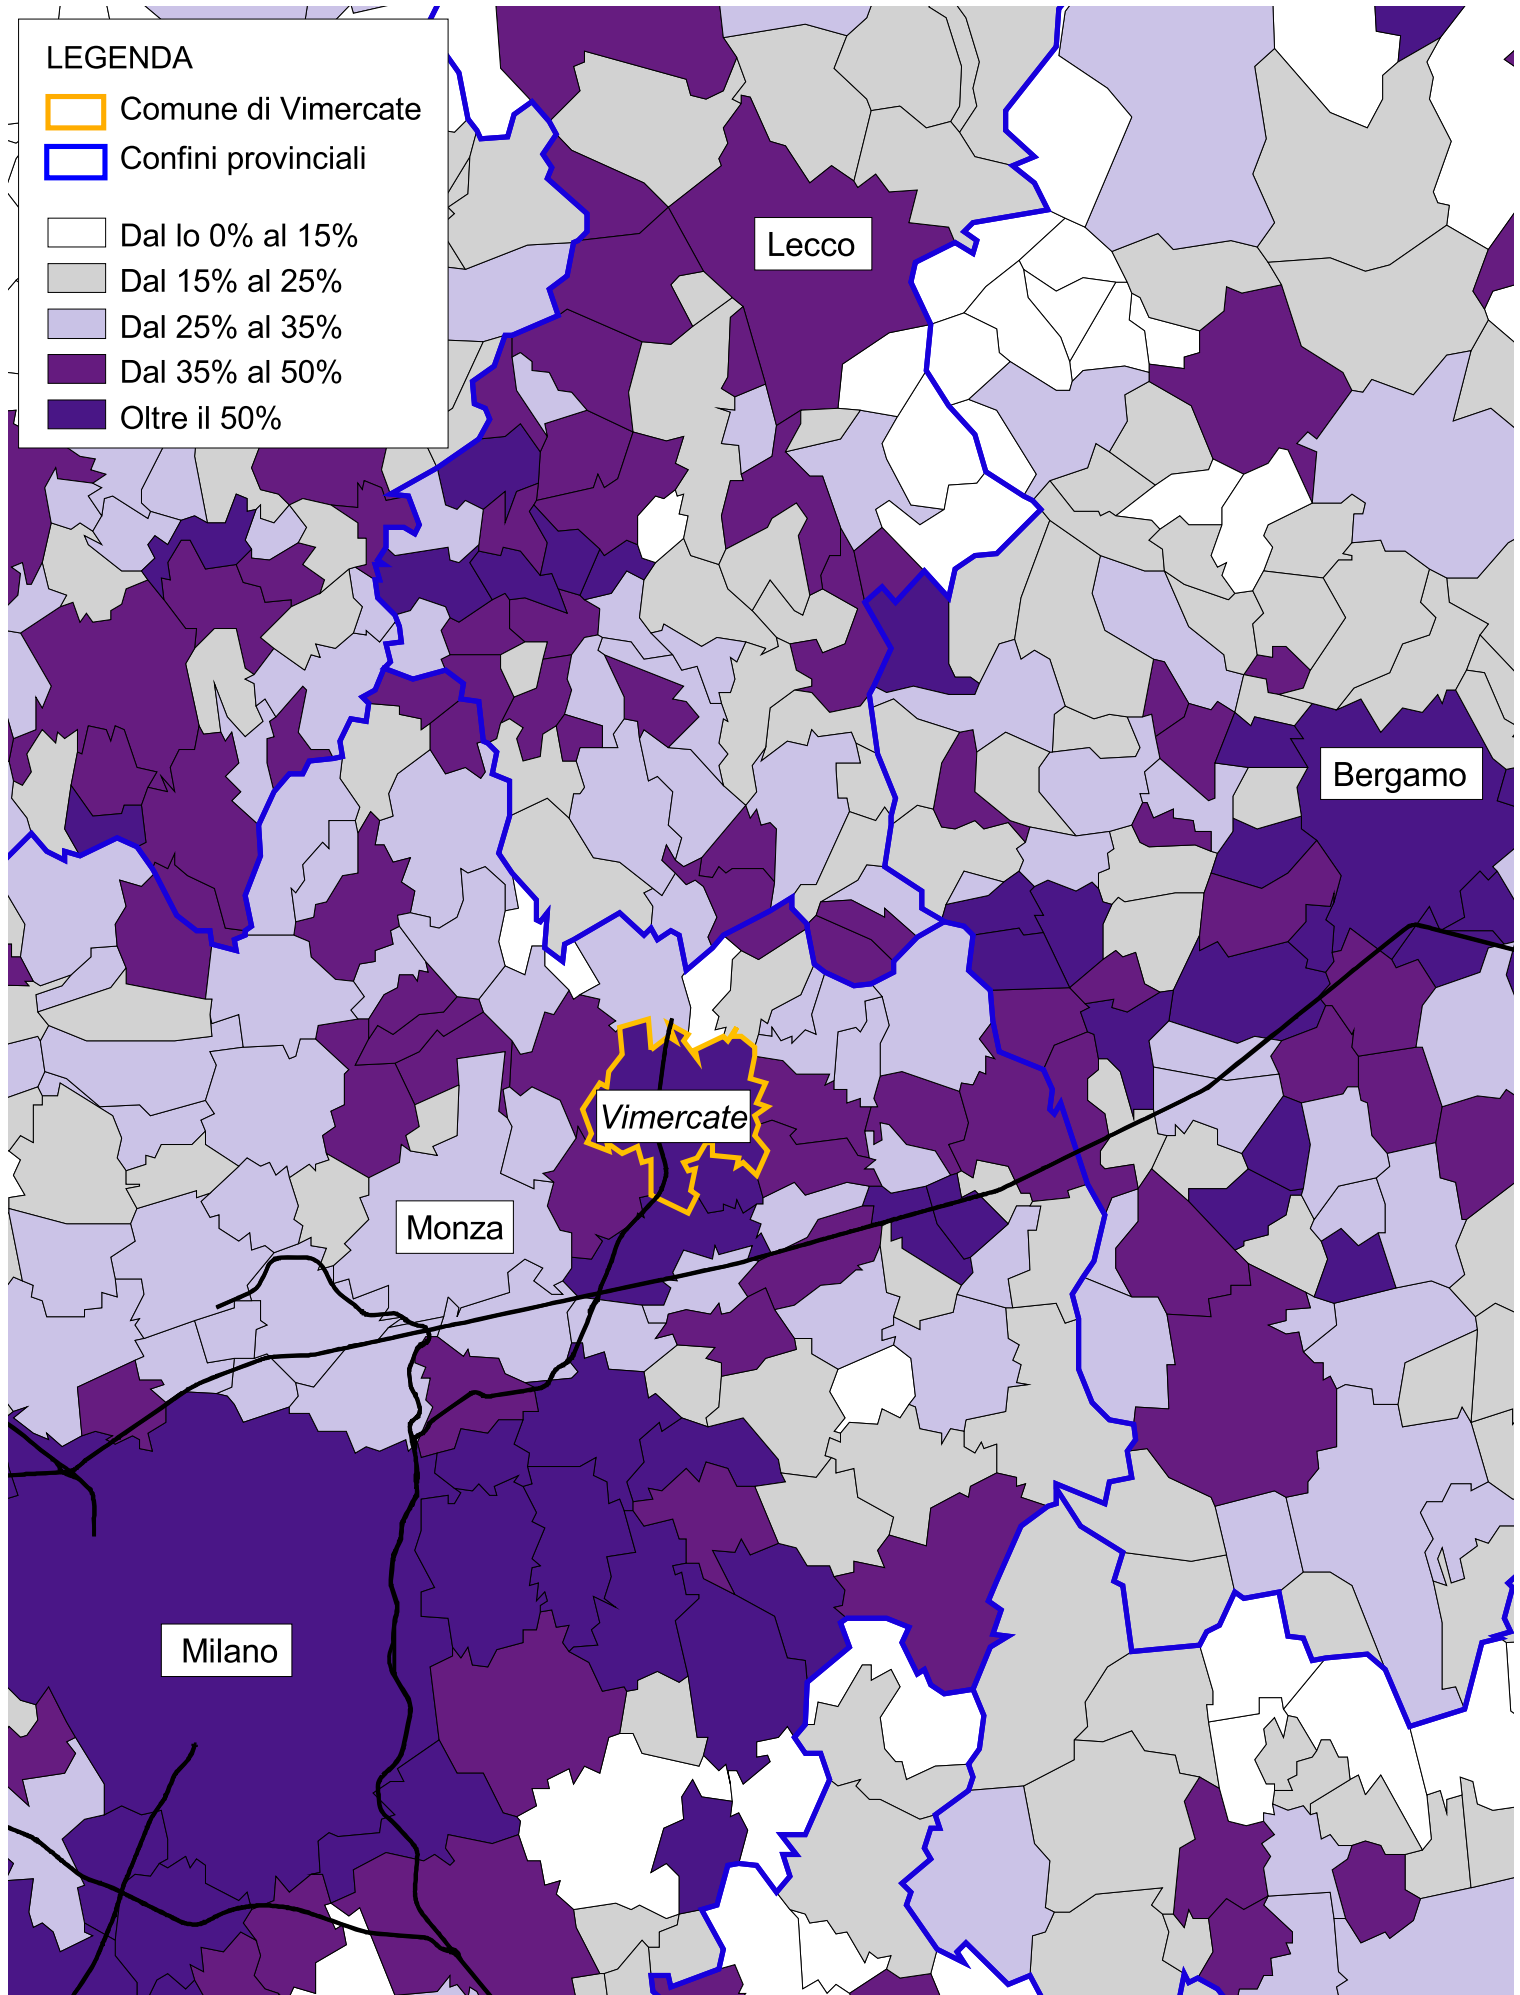 LEGENDA
Comune di Vimercate
Confini provinciali
Dal lo 0% al 15%
Dal 15% al 25%
Dal 25% al 35%
Dal 35% al 50%
Oltre il 50%
Lecco
Bergamo
Vimercate
Monza
Milano